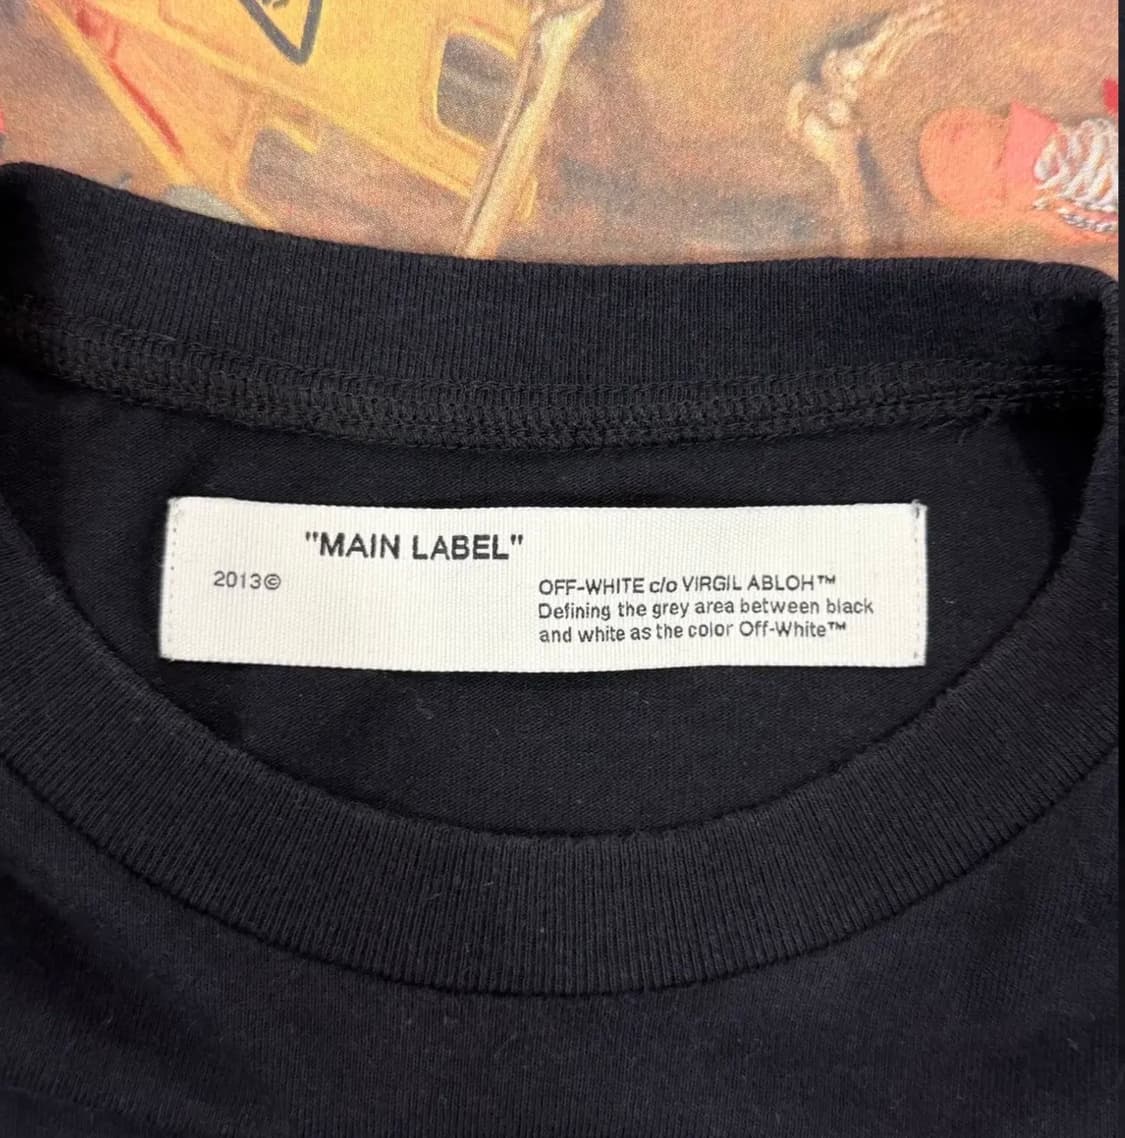 "MAIN LABEL"
2013©
OFF-WHITE c/o VIRGIL ABLOH™
Defining the grey area between black
and white as the color Off-White™